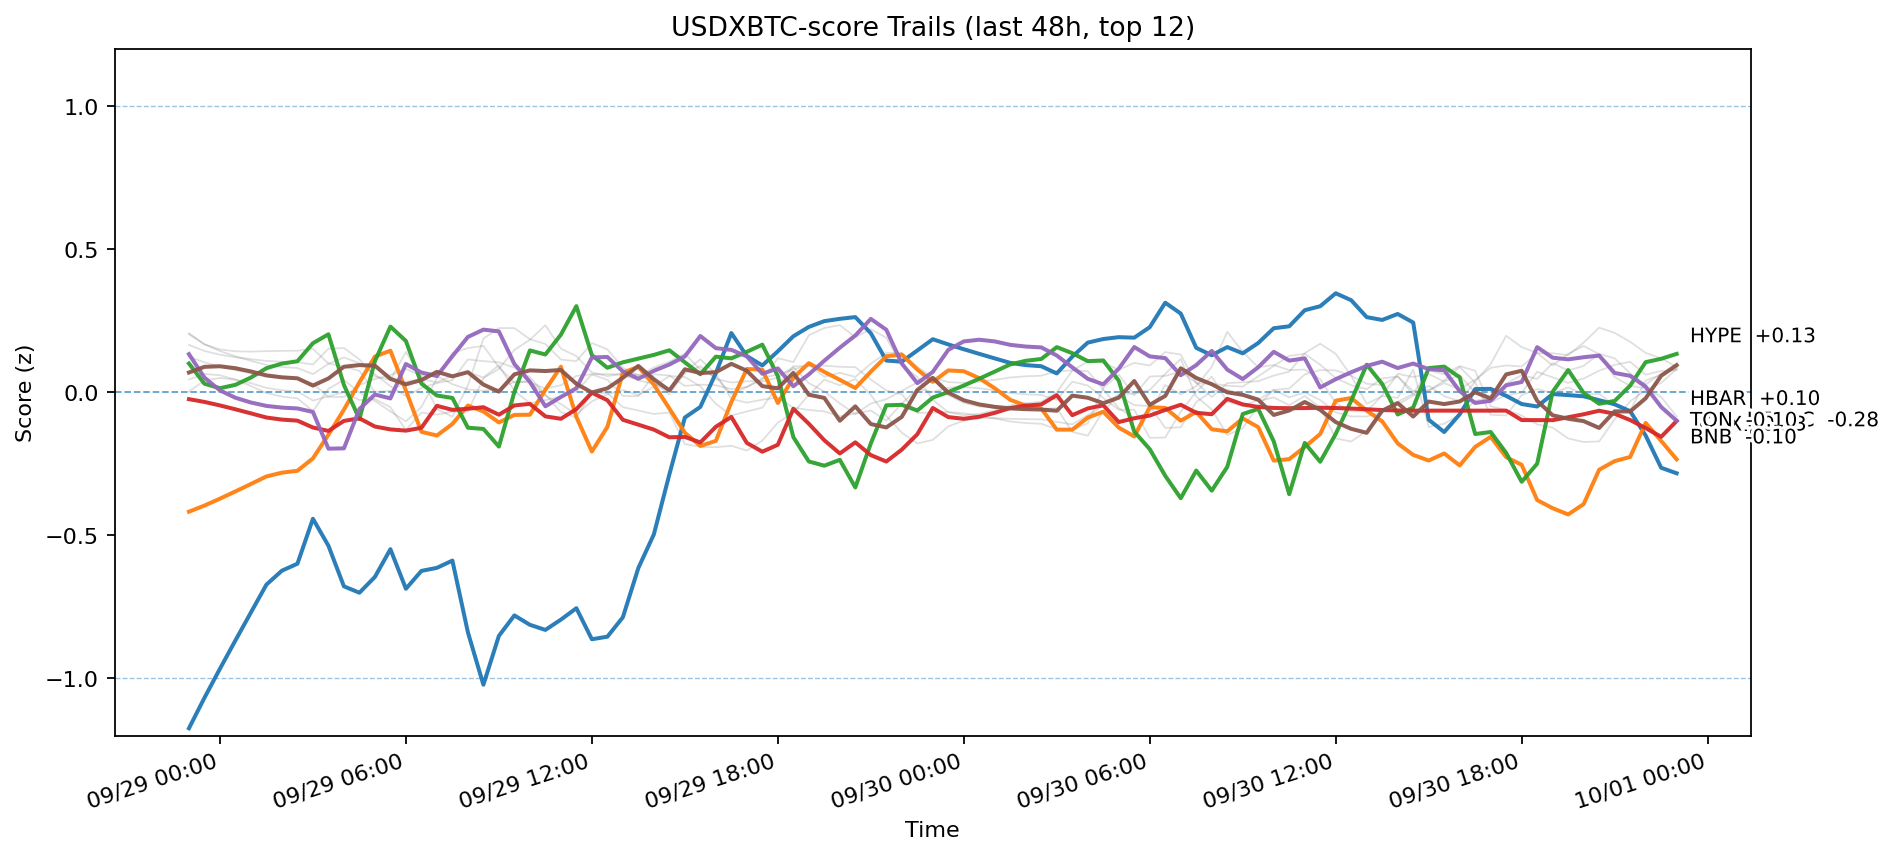 USDXBTC-score Trails (last 48h, top 12)
Score (z)
1.0
0.5
0.0
−0.5
−1.0
HYPE +0.13
HBAR +0.10
TON -0.10
-0.28
BNB -0.10
09/29 00:00
09/29 06:00
09/29 12:00
09/29 18:00
09/30 00:00
09/30 06:00
09/30 12:00
09/30 18:00
10/01 00:00
Time